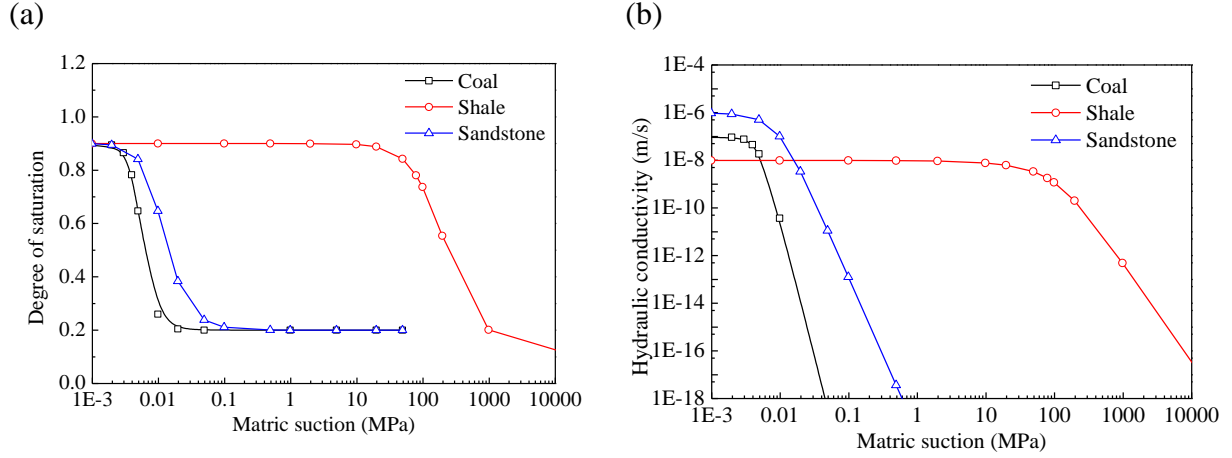 (a)
1.2
1.0
0.8
0.6
0.4
0.2
0.0
Degree of saturation
Coal
Shale
Sandstone
1E-3 0.01 0.1 1 10 100 1000 10000
Matric suction (MPa)
(b)
1E-4
1E-6
1E-8
1E-10
1E-12
1E-14
1E-16
1E-18
Hydraulic conductivity (m/s)
Coal
Shale
Sandstone
1E-3 0.01 0.1 1 10 100 1000 10000
Matric suction (MPa)